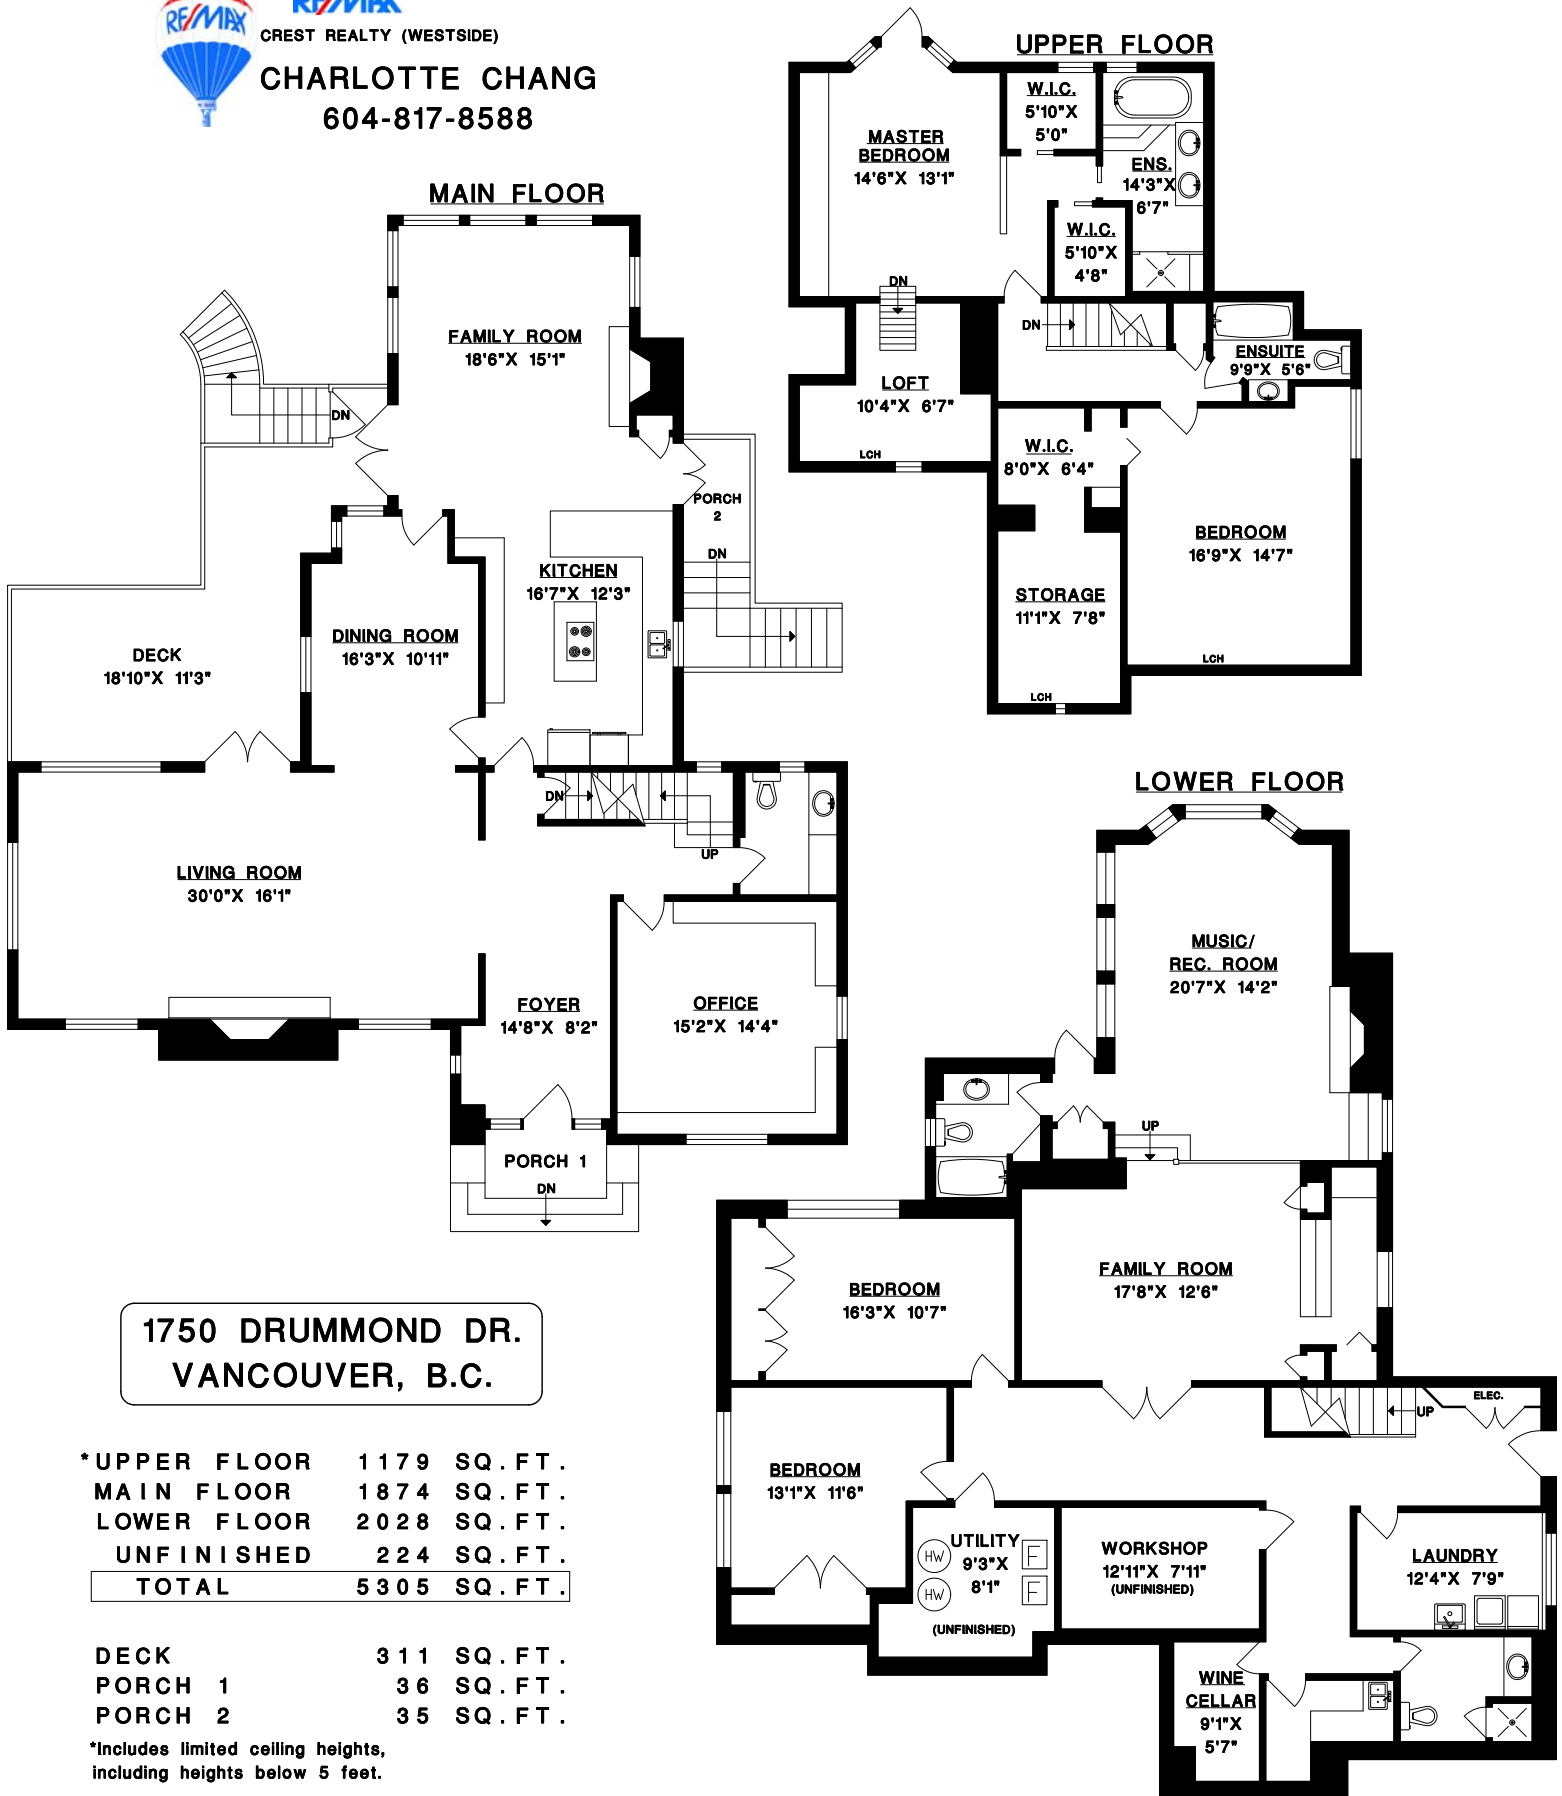 RE/MAX
RE/MAX
CREST REALTY (WESTSIDE)
CHARLOTTE CHANG
604-817-8588
UPPER FLOOR
W.I.C.
5'10"X
5'0"
MASTER
BEDROOM
14'6"X 13'1"
ENS.
14'3"X
6'7"
W.I.C.
5'10"X
4'8"
DN
DN
ENSUITE
9'9"X 5'6"
LOFT
10'4"X 6'7"
LCH
W.I.C.
8'0"X 6'4"
BEDROOM
16'9"X 14'7"
STORAGE
11'1"X 7'8"
LCH
LCH
MAIN FLOOR
FAMILY ROOM
18'6"X 15'1"
DN
PORCH
2
DN
KITCHEN
16'7"X 12'3"
DINING ROOM
16'3"X 10'11"
DECK
18'10"X 11'3"
DN
UP
LIVING ROOM
30'0"X 16'1"
FOYER
14'8"X 8'2"
OFFICE
15'2"X 14'4"
PORCH 1
DN
LOWER FLOOR
MUSIC/
REC. ROOM
20'7"X 14'2"
UP
FAMILY ROOM
17'8"X 12'6"
BEDROOM
16'3"X 10'7"
ELEC.
UP
BEDROOM
13'1"X 11'6"
UTILITY
9'3"X
8'1"
HW
HW
F
F
(UNFINISHED)
WORKSHOP
12'11"X 7'11"
(UNFINISHED)
LAUNDRY
12'4"X 7'9"
WINE
CELLAR
9'1"X
5'7"
1750 DRUMMOND DR.
VANCOUVER, B.C.
*UPPER FLOOR 1179 SQ.FT.
MAIN FLOOR 1874 SQ.FT.
LOWER FLOOR 2028 SQ.FT.
UNFINISHED 224 SQ.FT.
TOTAL 5305 SQ.FT.
DECK 311 SQ.FT.
PORCH 1 36 SQ.FT.
PORCH 2 35 SQ.FT.
*Includes limited ceiling heights,
including heights below 5 feet.